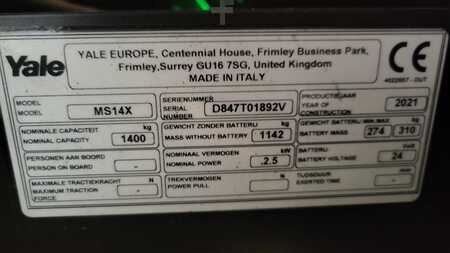 Yale
YALE EUROPE, Centennial House, Frimley Business Park,
Frimley,Surrey GU16 7SG, United Kingdom
MADE IN ITALY
CE
4022667 - DUT
MODEL
MODEL
MS14X
SERIENUMMER
SERIAL
NUMBER
D847T01892V
PRODUCTIEJAAR
YEAR OF
CONSTRUCTION
2021
NOMINALE CAPACITEIT kg
NOMINAL CAPACITY
1400
GEWICHT ZONDER BATTERIJ kg
MASS WITHOUT BATTERY
1142
GEWICHT BATTERIJ MIN.MAX kg
BATTERY MASS
274 310
PERSONEN AAN BOORD
PERSON ON BOARD
-
NOMINAAL VERMOGEN kW
NOMINAL POWER
2.5
BATTERIJ V
BATTERY VOLTAGE
24
MAXIMALE TRACTIEKRACHT N
MAXIMUM TRACTION
FORCE
-
TREKVERMOGEN N
POWER PULL
-
TIJDSDUUR
EXERTED TIME
-